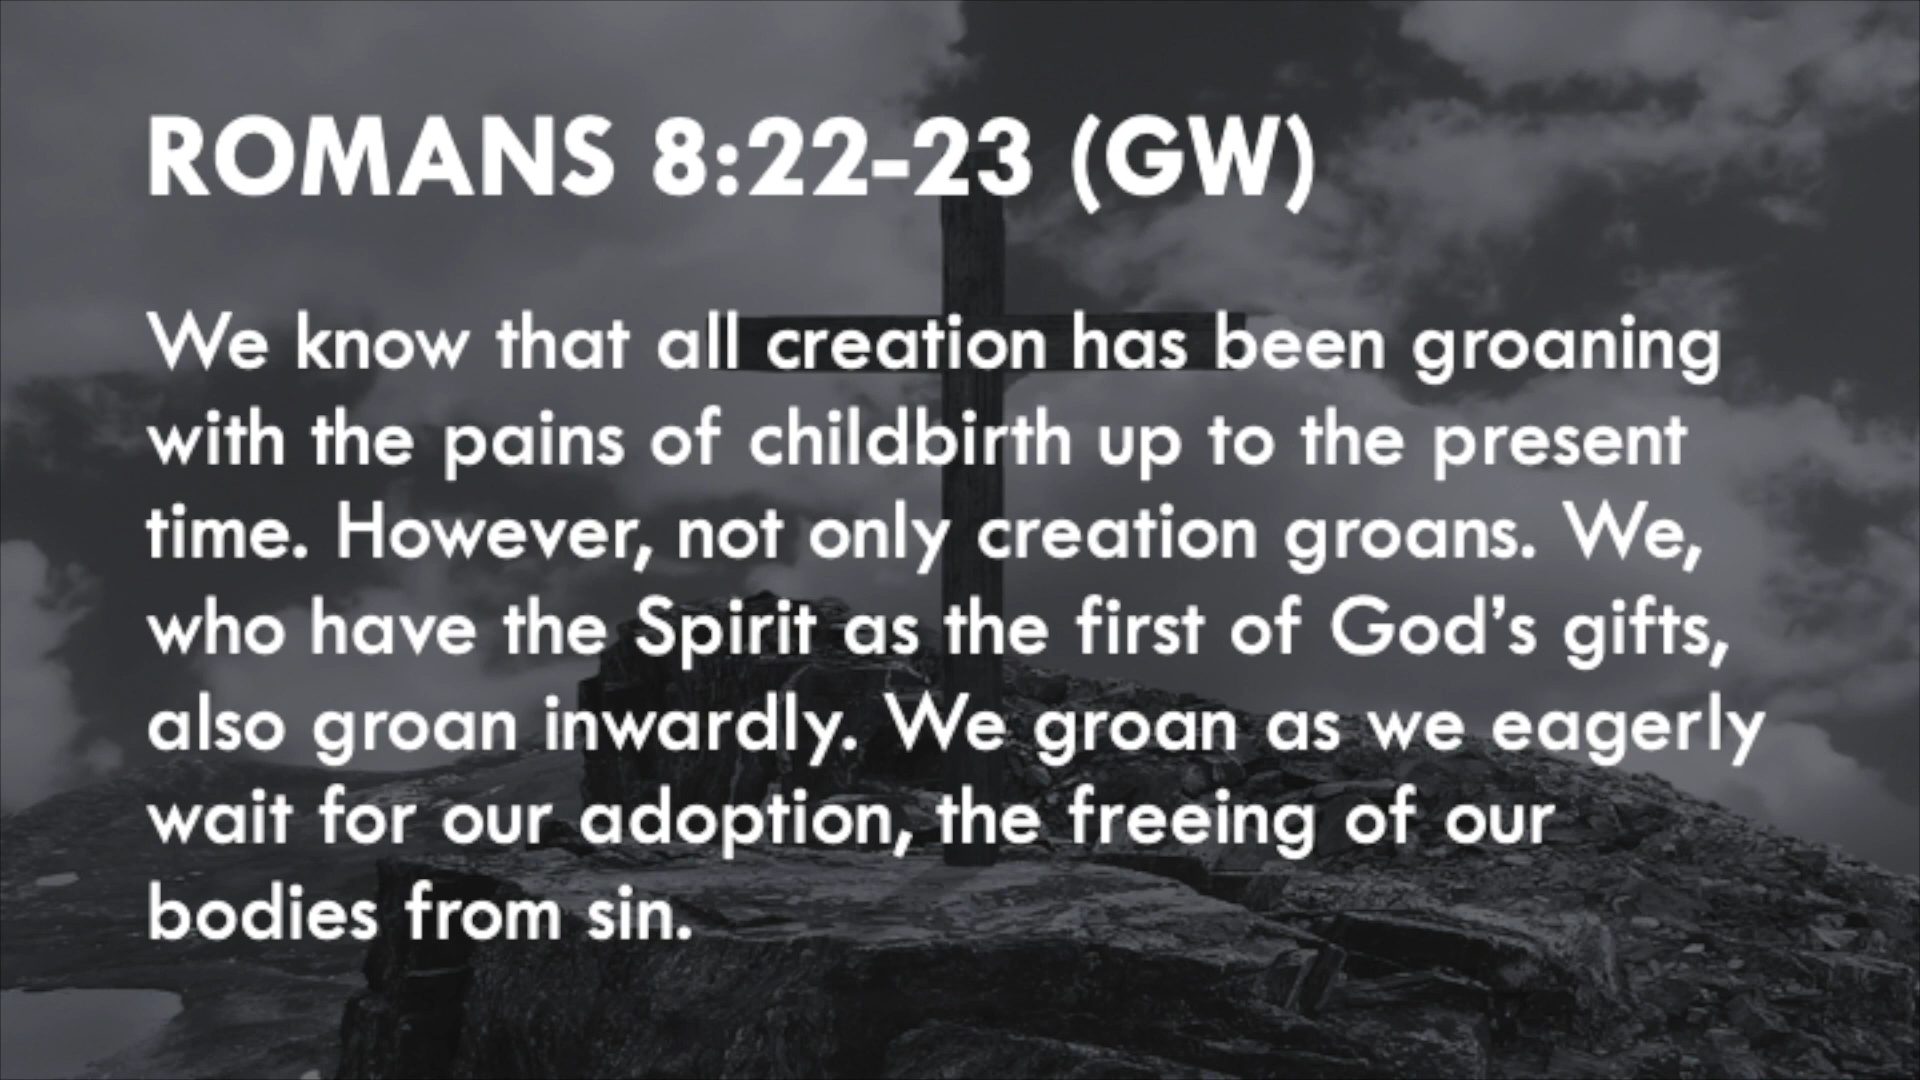 ROMANS 8:22-23 (GW)
We know that all creation has been groaning
with the pains of childbirth up to the present
time. However, not only creation groans. We,
who have the Spirit as the first of God’s gifts,
also groan inwardly. We groan as we eagerly
wait for our adoption, the freeing of our
bodies from sin.